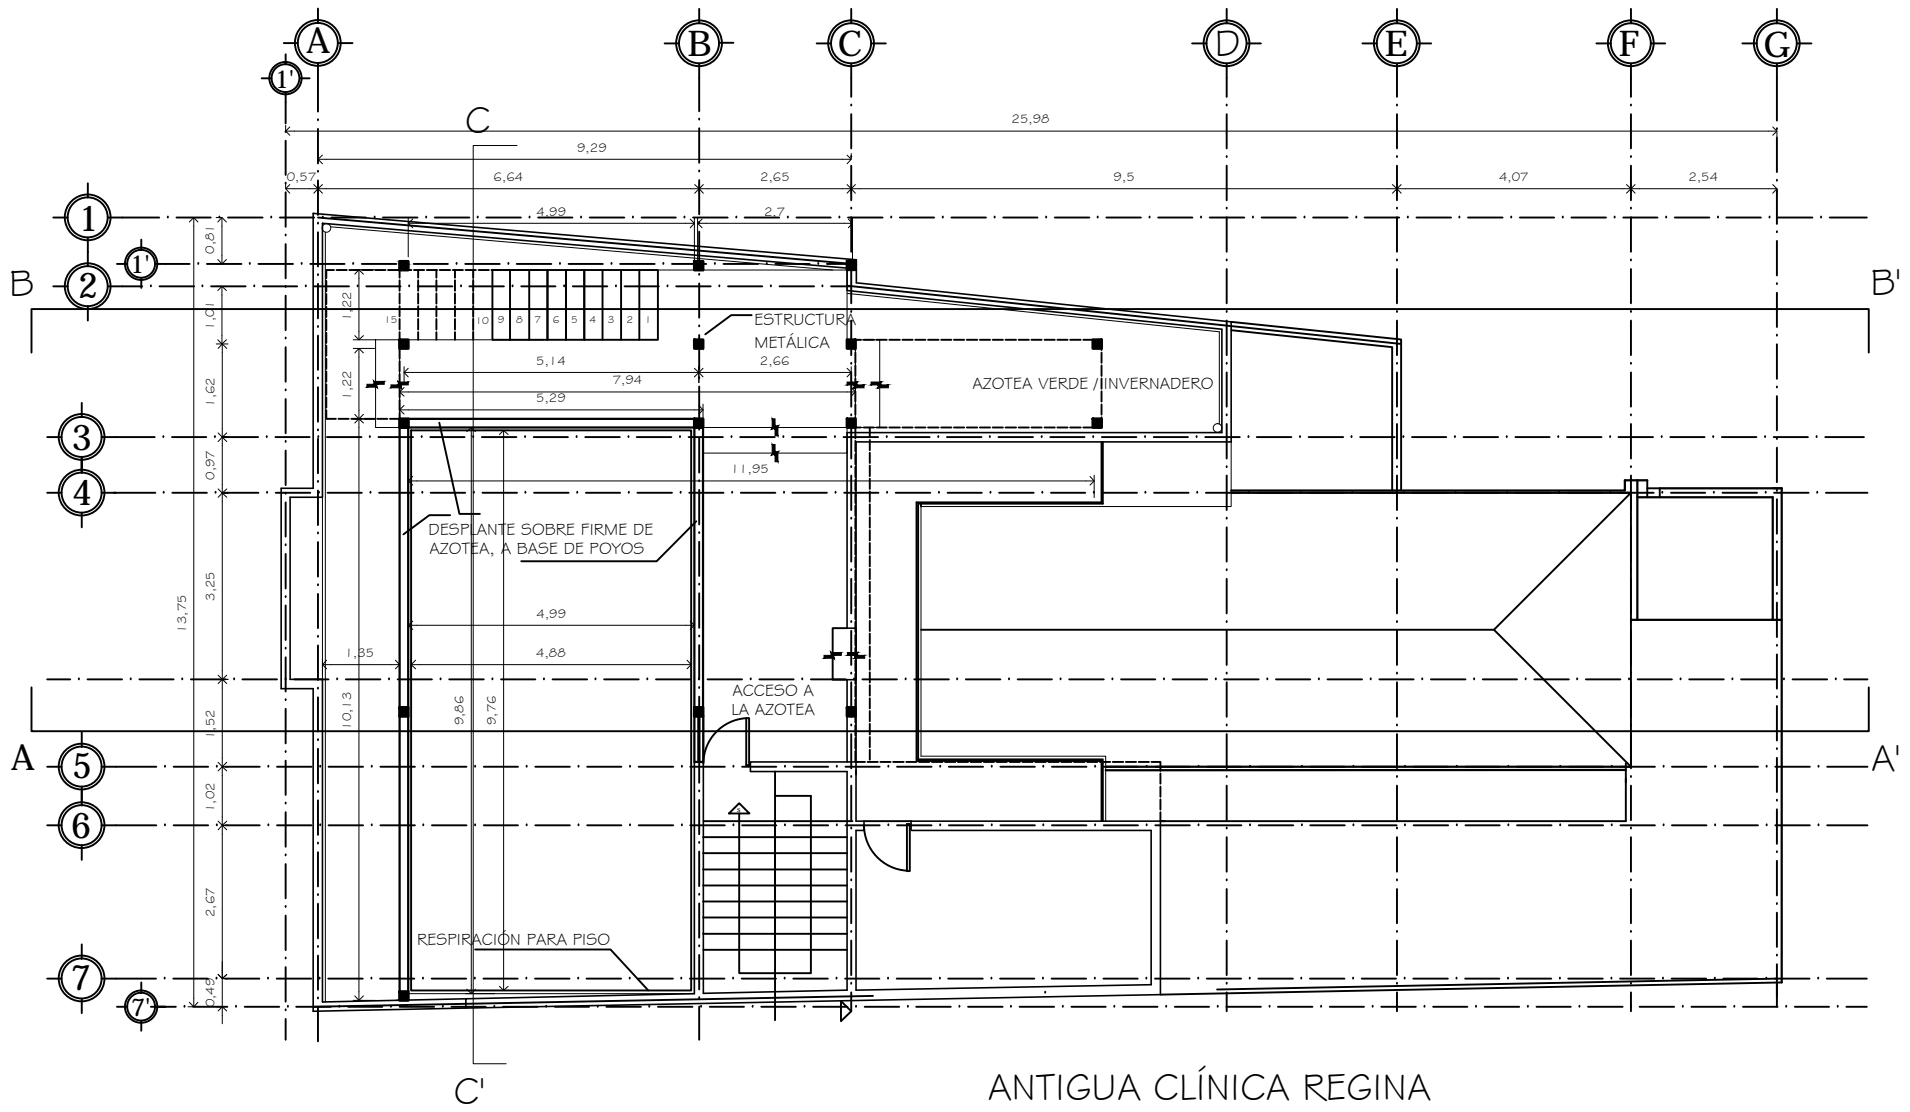 A B C D E F G
1'
C
25,98
9,29
0,57 6,64 2,65 9,5 4,07 2,54
1
4,99 2,7
0,81
1'
2
B B'
1,22
1,01
15 10 9 8 7 6 5 4 3 2 1
ESTRUCTURA
METÁLICA
5,14 2,66
7,94
1,22
1,62
AZOTEA VERDE / INVERNADERO
5,29
3
0,97
11,95
4
DESPLANTE SOBRE FIRME DE
AZOTEA, A BASE DE POYOS
3,25
13,75
4,99
1,35 4,88
10,13
9,86
9,76
ACCESO A
LA AZOTEA
1,52
A A'
5
1,02
6
2,67
RESPIRACIÓN PARA PISO
7
0,49
7'
C'
ANTIGUA CLÍNICA REGINA